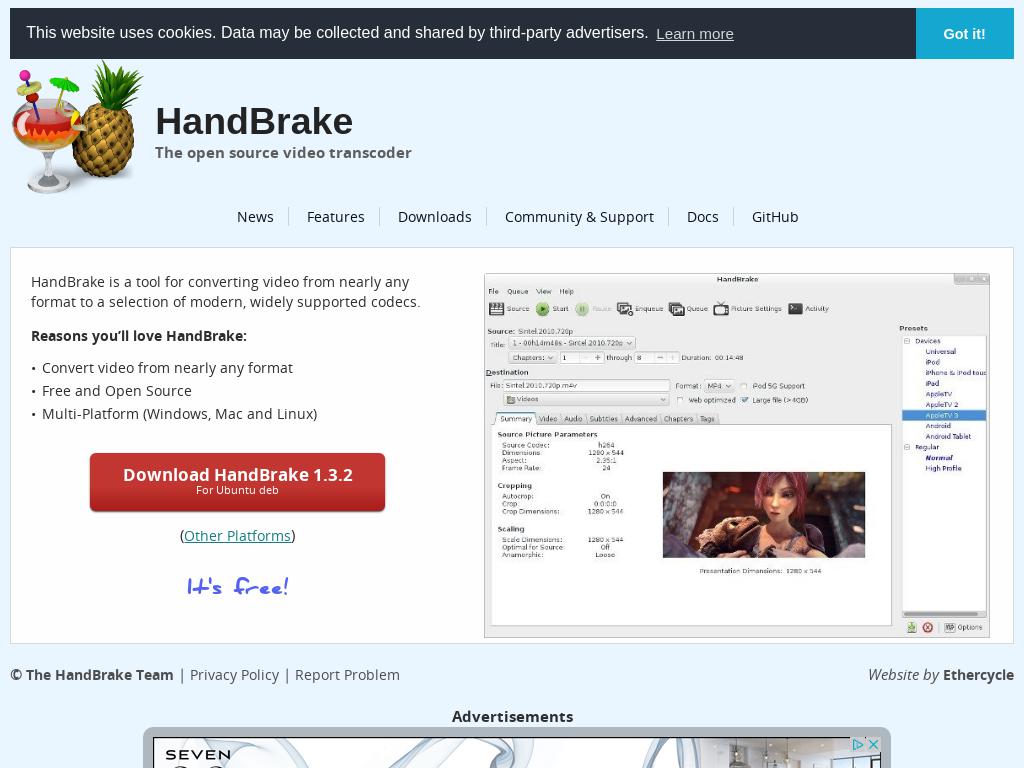 This website uses cookies. Data may be collected and shared by third-party advertisers. Learn more
Got it!
HandBrake
The open source video transcoder
News
Features
Downloads
Community & Support
Docs
GitHub
HandBrake is a tool for converting video from nearly any
format to a selection of modern, widely supported codecs.
Reasons you'll love HandBrake:
• Convert video from nearly any format
• Free and Open Source
• Multi-Platform (Windows, Mac and Linux)
Download HandBrake 1.3.2
For Ubuntu deb
(Other Platforms)
It's free!
HandBrake
File Queue View Help
Source Start Pause Enqueue Queue Picture Settings Activity
Source: Sintel.2010.720p
Title: 1 - 00h14m48s - Sintel.2010.720p
Chapters: 1 through 8 Duration: 00:14:48
Destination
File: Sintel.2010.720p.m4v Format: MP4 iPod 5G Support
Videos Web optimized Large file (>4GB)
Summary Video Audio Subtitles Advanced Chapters Tags
Source Picture Parameters
Source Codec: h264
Dimensions: 1280 x 544
Aspect: 2.35:1
Frame Rate: 24
Cropping
Autocrop: On
Crop: 0:0:0:0
Crop Dimensions: 1280 x 544
Scaling
Scale Dimensions: 1280 x 544
Optimal for Source: Off
Anamorphic: Loose
Presentation Dimensions: 1280 x 544
Presets
Devices
Universal
iPod
iPhone & iPod touc
iPad
AppleTV
AppleTV 2
AppleTV 3
Android
Android Tablet
Regular
Normal
High Profile
Options
© The HandBrake Team | Privacy Policy | Report Problem
Website by Ethercycle
Advertisements
SEVEN